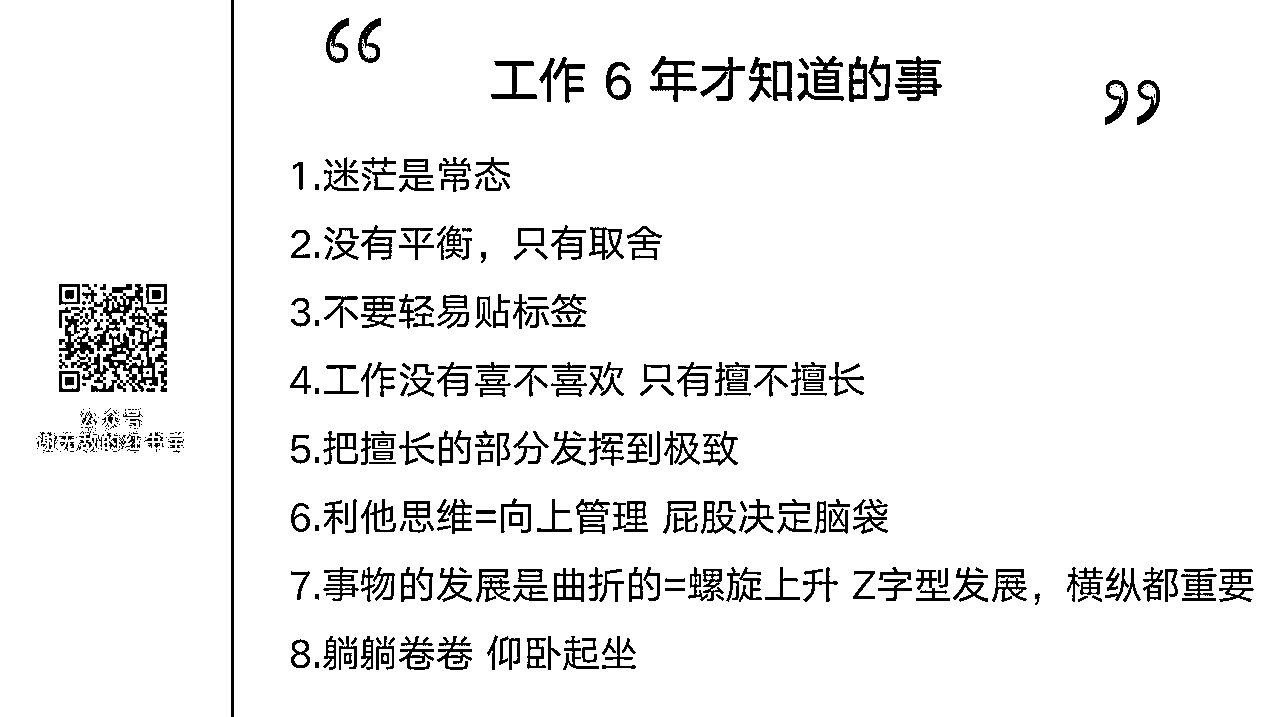 “
工作 6 年才知道的事
”
1.迷茫是常态
2.没有平衡，只有取舍
3.不要轻易贴标签
4.工作没有喜不喜欢 只有擅不擅长
5.把擅长的部分发挥到极致
6.利他思维=向上管理 屁股决定脑袋
7.事物的发展是曲折的=螺旋上升 Z字型发展，横纵都重要
8.躺躺卷卷 仰卧起坐
公众号